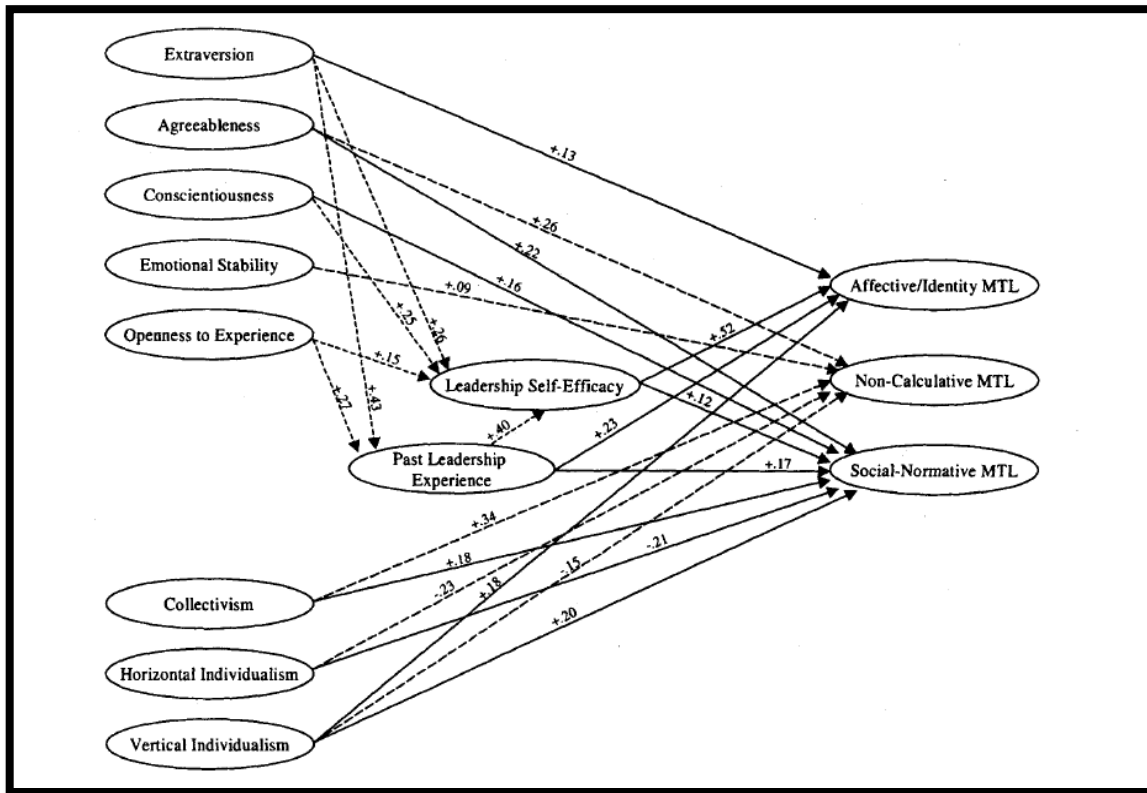 Extraversion
Agreeableness
+.13
Conscientiousness
+.26
+.22
Emotional Stability
+.09
+.16
Affective/Identity MTL
Openness to Experience
+.25
+.26
+.52
+.15
Leadership Self-Efficacy
Non-Calculative MTL
+.27
+.43
+.12
+.40
+.23
Past Leadership
Experience
+.17
Social-Normative MTL
+.34
-.21
+.18
-.15
-.23
+.18
Collectivism
+.20
Horizontal Individualism
Vertical Individualism